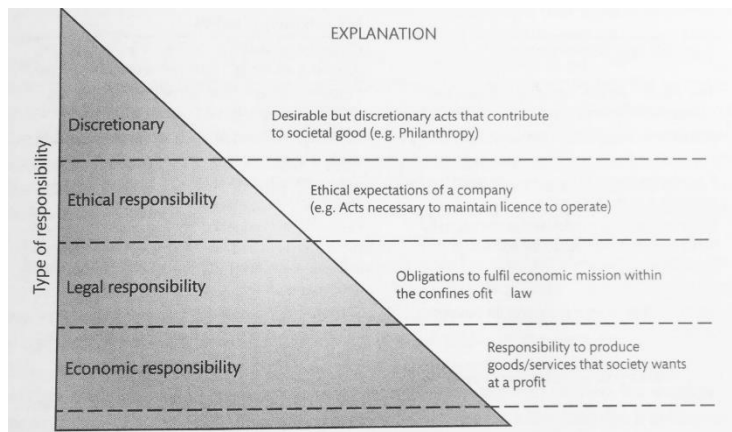 EXPLANATION
Type of responsibility
Discretionary
Desirable but discretionary acts that contribute
to societal good (e.g. Philanthropy)
Ethical responsibility
Ethical expectations of a company
(e.g. Acts necessary to maintain licence to operate)
Legal responsibility
Obligations to fulfil economic mission within
the confines ofit law
Economic responsibility
Responsibility to produce
goods/services that society wants
at a profit